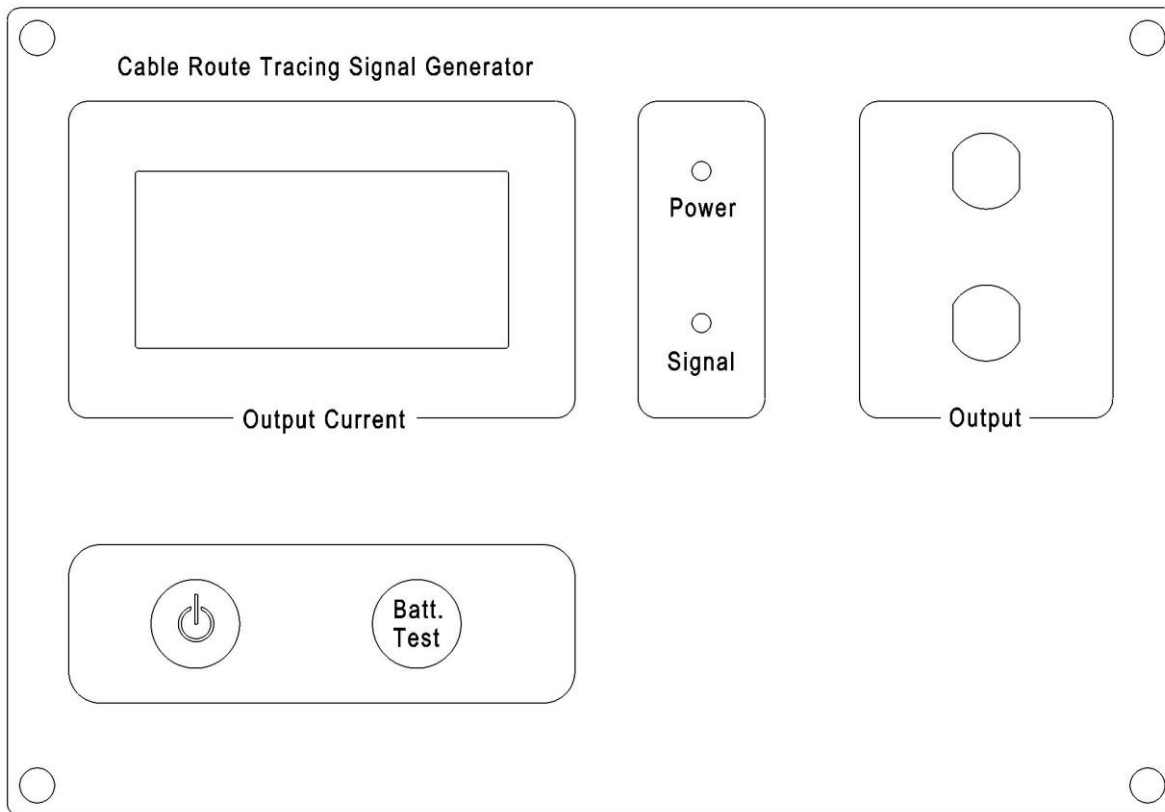 Cable Route Tracing Signal Generator
Power
Signal
Output Current
Output
Batt.
Test